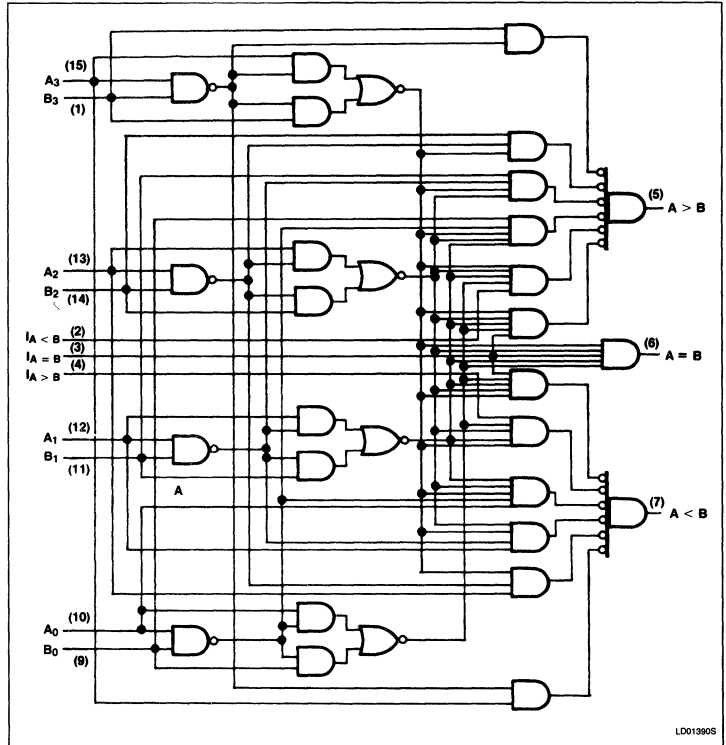 (15)
A3
B3
(1)
(5)
A > B
(13)
A2
B2
(14)
IA < B (2)
IA = B (3)
IA > B (4)
(6)
A = B
(12)
A1
B1
(11)
A
(7)
A < B
(10)
A0
B0
(9)
LD01390S